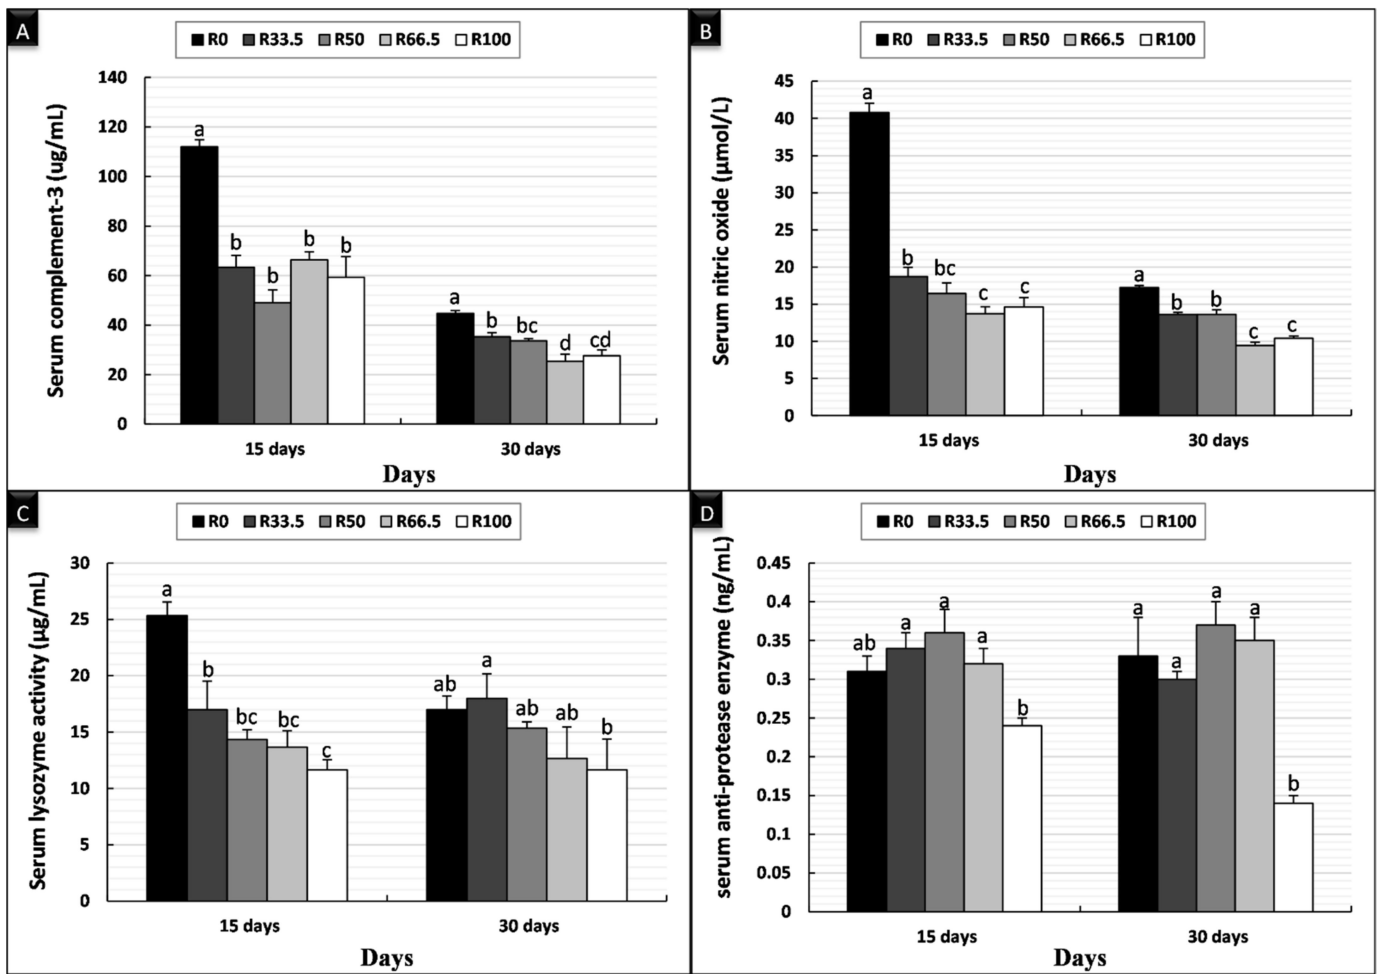 A
R0 R33.5 R50 R66.5 R100
Serum complement-3 (ug/mL)
140
120
100
80
60
40
20
0
a
b
b
b
b
a
b
bc
d
cd
15 days
30 days
Days
B
R0 R33.5 R50 R66.5 R100
Serum nitric oxide (µmol/L)
45
40
35
30
25
20
15
10
5
0
a
b
bc
c
c
a
b
b
c
c
15 days
30 days
Days
C
R0 R33.5 R50 R66.5 R100
Serum lysozyme activity (µg/mL)
30
25
20
15
10
5
0
a
b
bc
bc
c
ab
a
ab
ab
b
15 days
30 days
Days
D
R0 R33.5 R50 R66.5 R100
serum anti-protease enzyme (ng/mL)
0.45
0.4
0.35
0.3
0.25
0.2
0.15
0.1
0.05
0
ab
a
a
a
b
a
a
a
a
b
15 days
30 days
Days